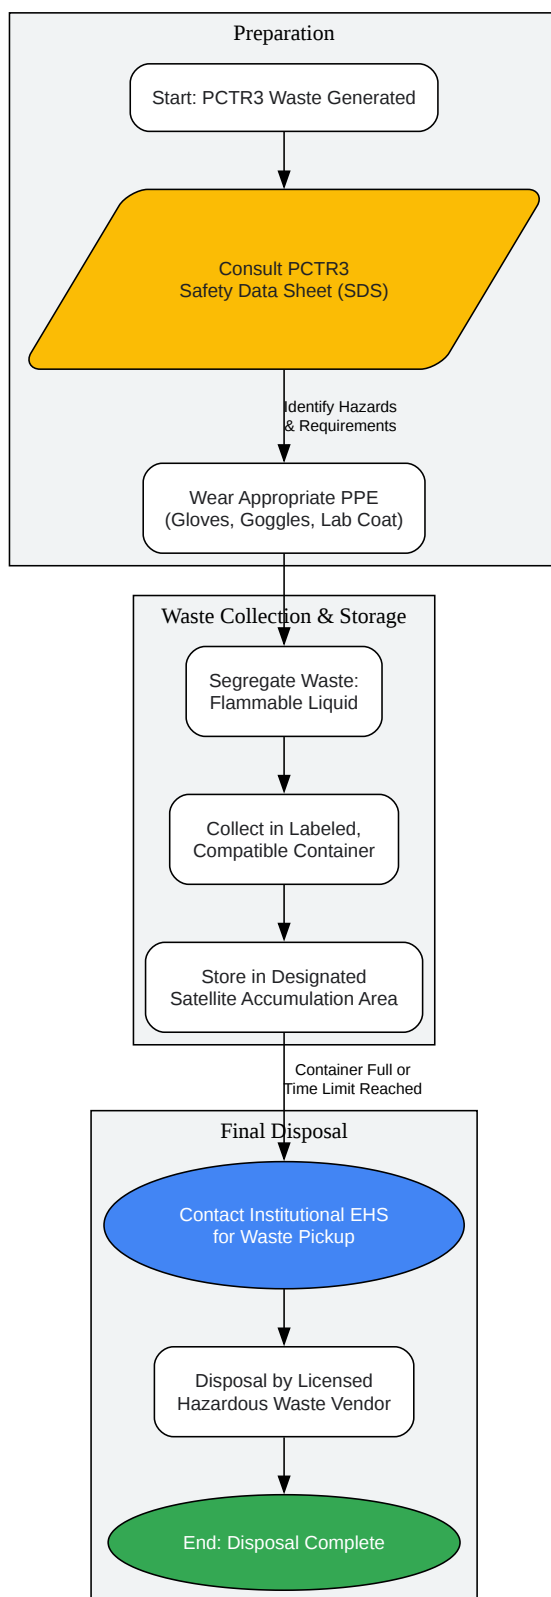 Preparation
Start: PCTR3 Waste Generated
Consult PCTR3
Safety Data Sheet (SDS)
Identify Hazards
& Requirements
Wear Appropriate PPE
(Gloves, Goggles, Lab Coat)
Waste Collection & Storage
Segregate Waste:
Flammable Liquid
Collect in Labeled,
Compatible Container
Store in Designated
Satellite Accumulation Area
Container Full or
Time Limit Reached
Final Disposal
Contact Institutional EHS
for Waste Pickup
Disposal by Licensed
Hazardous Waste Vendor
End: Disposal Complete